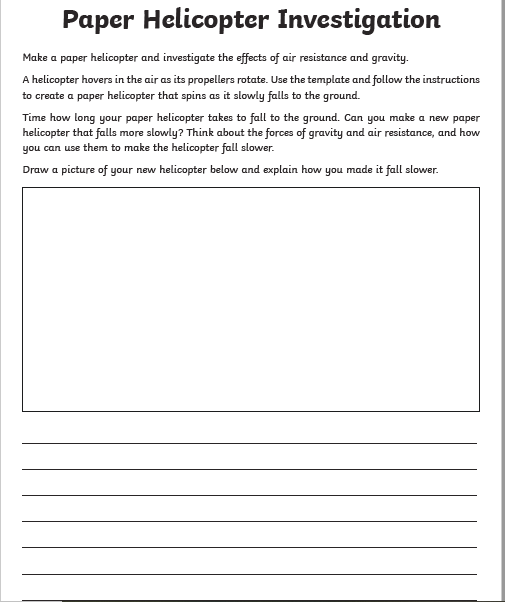 Paper Helicopter Investigation
Make a paper helicopter and investigate the effects of air resistance and gravity.
A helicopter hovers in the air as its propellers rotate. Use the template and follow the instructions
to create a paper helicopter that spins as it slowly falls to the ground.
Time how long your paper helicopter takes to fall to the ground. Can you make a new paper
helicopter that falls more slowly? Think about the forces of gravity and air resistance, and how
you can use them to make the helicopter fall slower.
Draw a picture of your new helicopter below and explain how you made it fall slower.